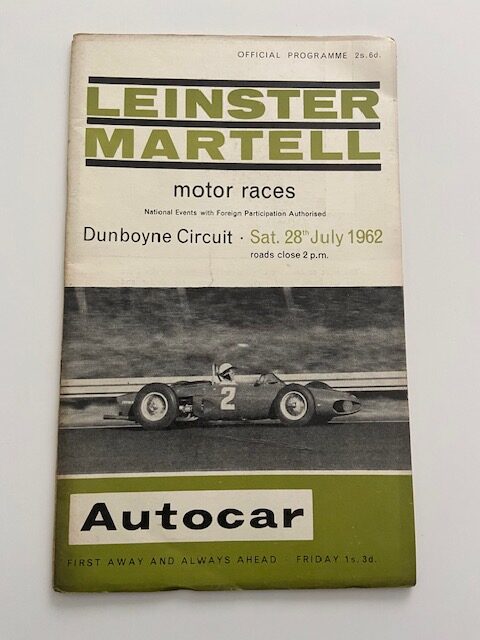 OFFICIAL PROGRAMME 2s.6d.
LEINSTER
MARTELL
motor races
National Events with Foreign Participation Authorised
Dunboyne Circuit · Sat. 28th July 1962
roads close 2 p.m.
2
Autocar
FIRST AWAY AND ALWAYS AHEAD · FRIDAY 1s.3d.